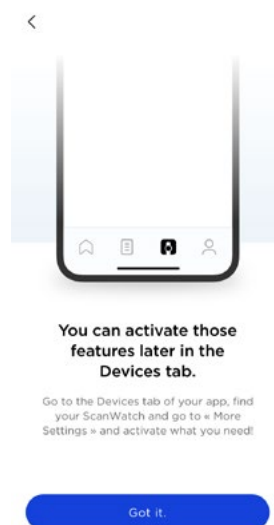 You can activate those
features later in the
Devices tab.
Go to the Devices tab of your app, find
your ScanWatch and go to « More
Settings » and activate what you need!
Got it.